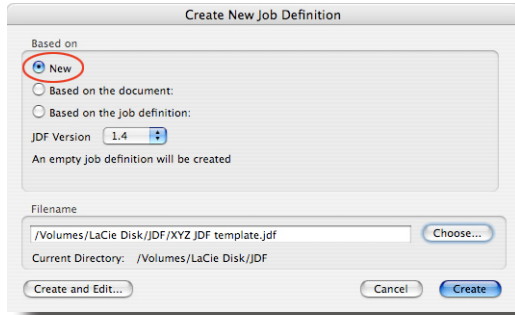 Create New Job Definition
Based on
New
Based on the document:
Based on the job definition:
JDF Version 1.4
An empty job definition will be created
Filename
/Volumes/LaCie Disk/JDF/XYZ JDF template.jdf Choose...
Current Directory: /Volumes/LaCie Disk/JDF
Create and Edit... Cancel Create